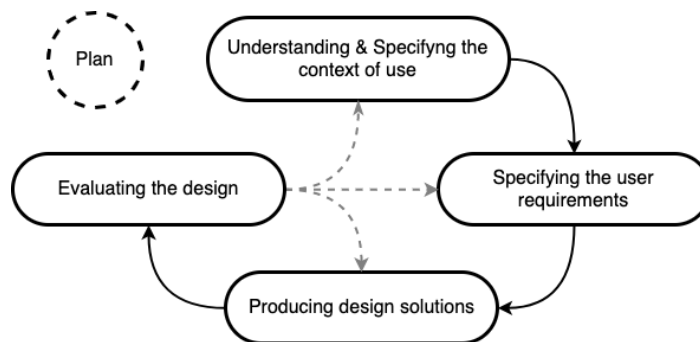 Plan
Understanding & Specifyng the
context of use
Evaluating the design
Specifying the user
requirements
Producing design solutions